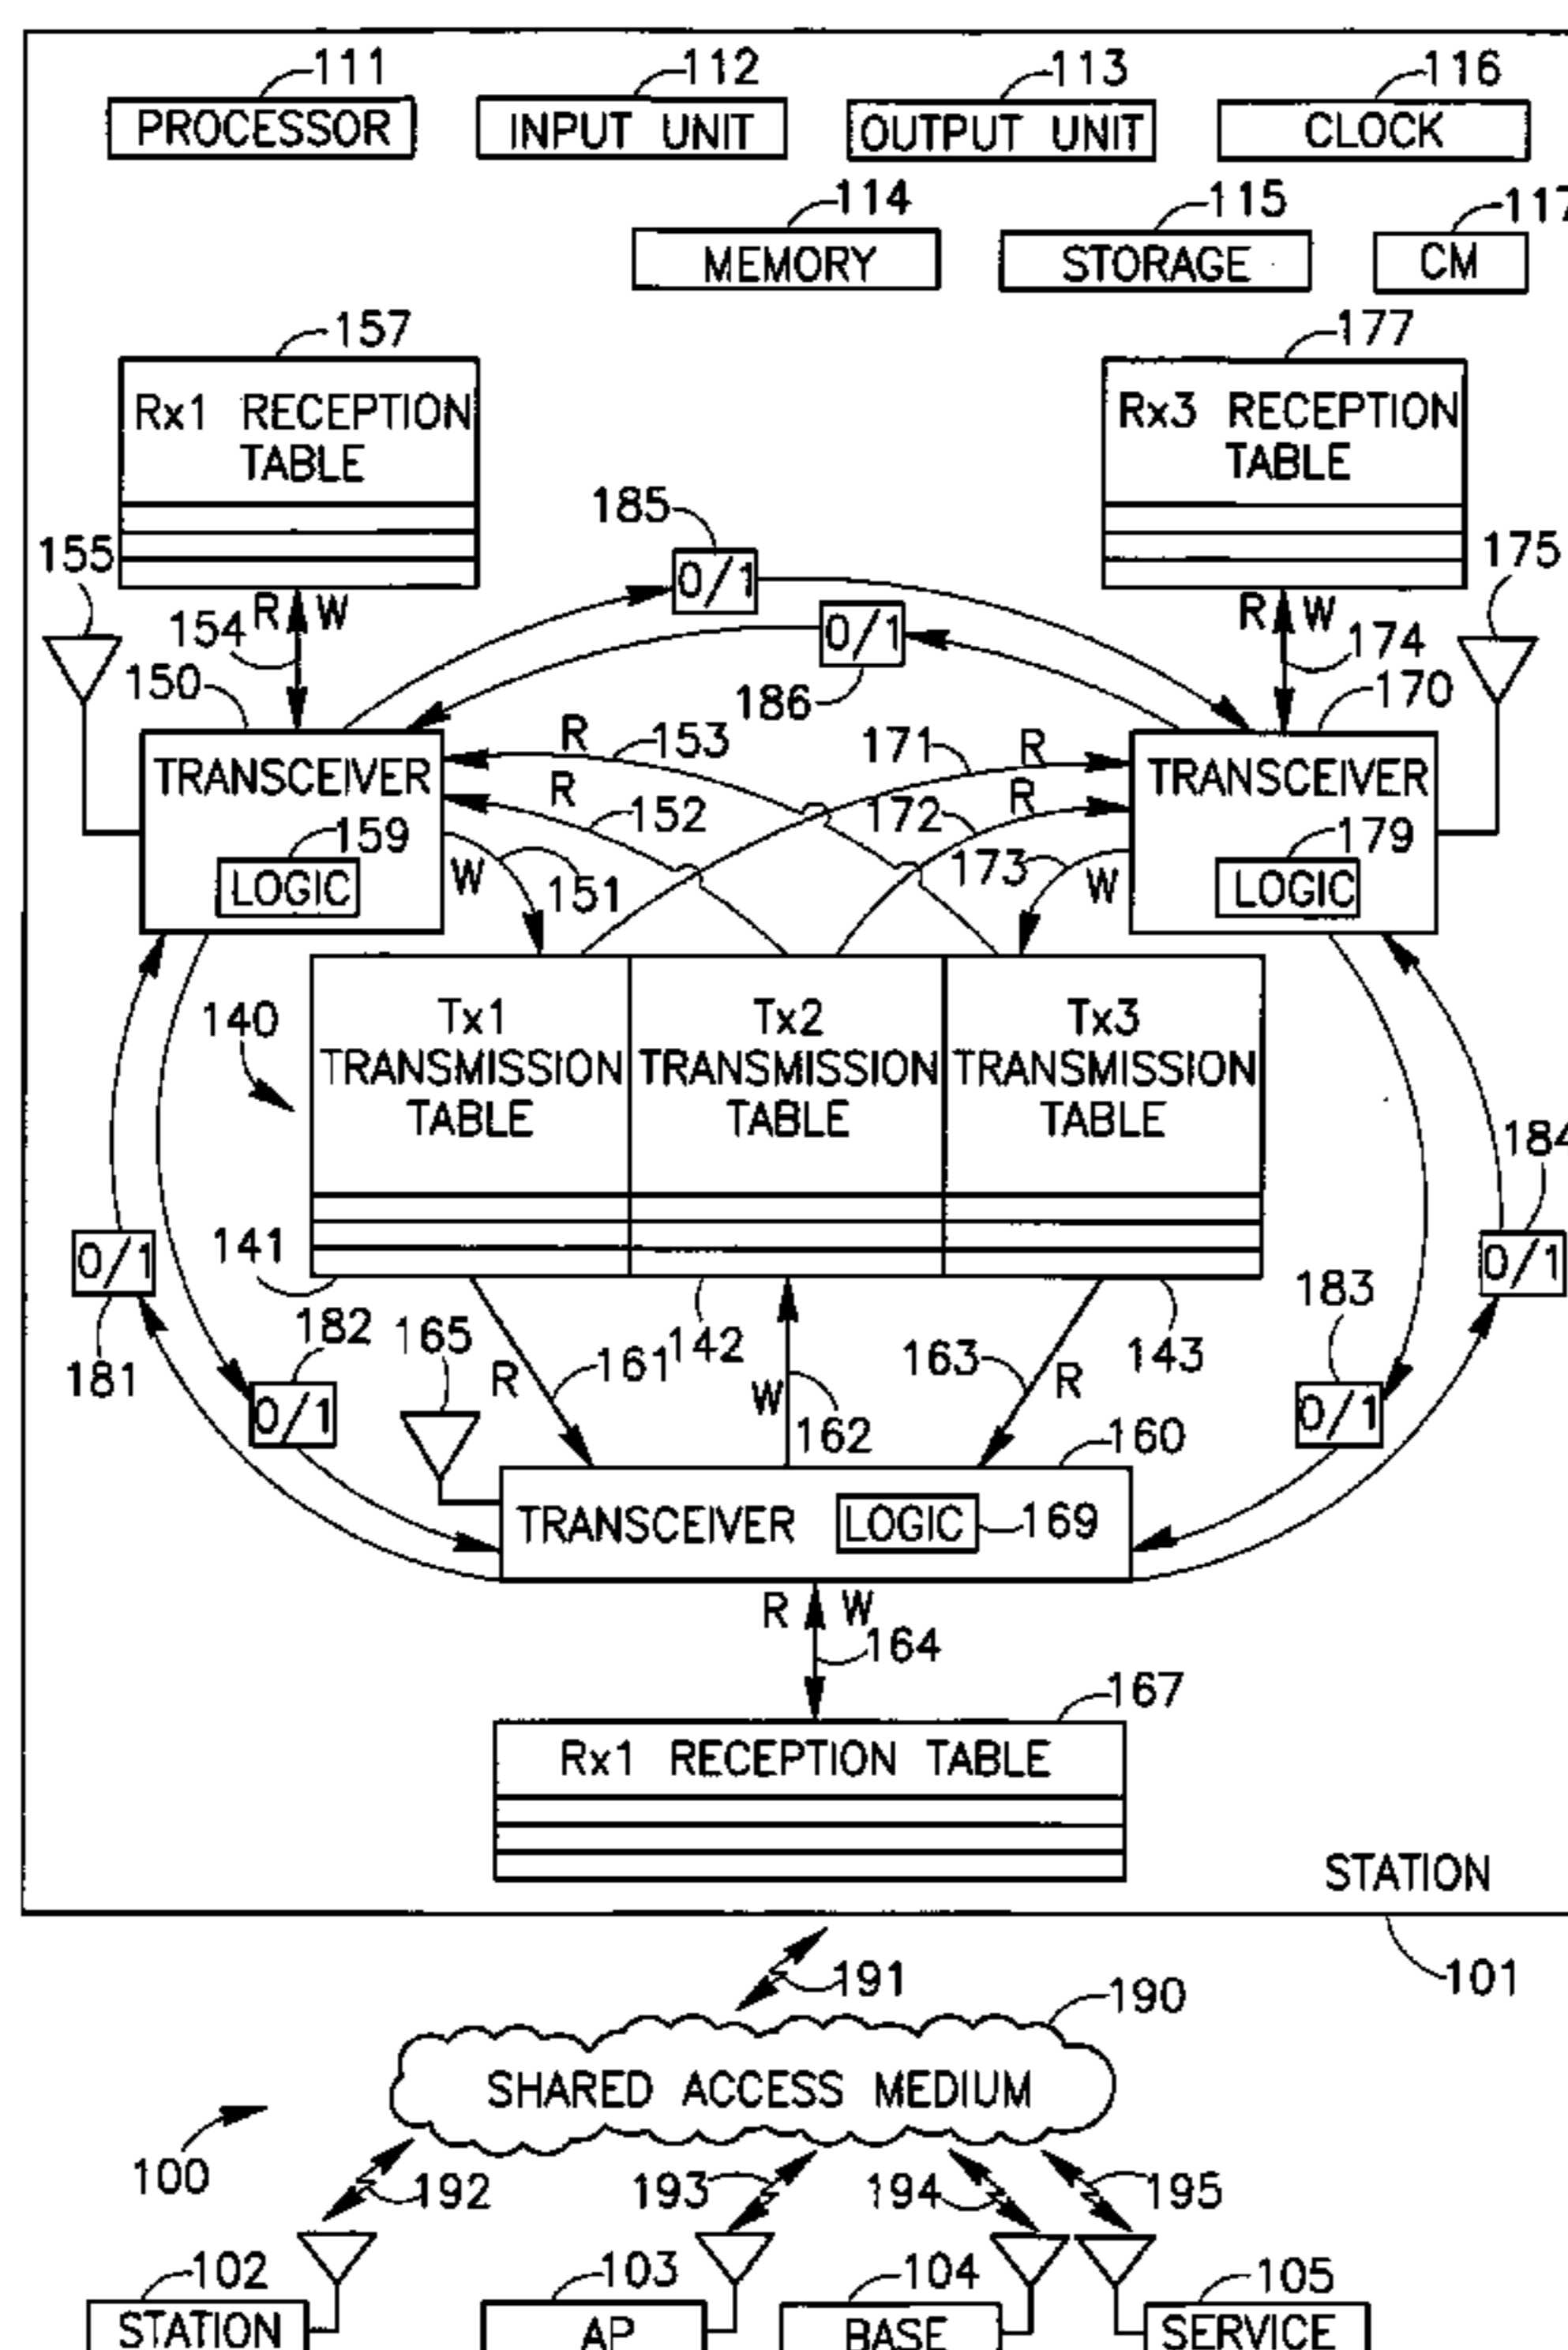 111 112 113 116
PROCESSOR INPUT UNIT OUTPUT UNIT CLOCK
114 115 117
MEMORY STORAGE CM
157 177
Rx1 RECEPTION TABLE
Rx3 RECEPTION TABLE
185
155 175
0/1
R W
154
0/1
R W
174
150
186
170
R 153 171 R
TRANSCEIVER TRANSCEIVER
R R
152 172
159 179
LOGIC LOGIC
W 151 173 W
140
Tx1 TRANSMISSION TABLE
Tx2 TRANSMISSION TABLE
Tx3 TRANSMISSION TABLE
184
141
0/1 0/1
183
182 165
181
142 143
161 163
R R
0/1 W 0/1
162 160
TRANSCEIVER LOGIC 169
R W
164
167
Rx1 RECEPTION TABLE
STATION
191 101
190
SHARED ACCESS MEDIUM
100
192 193 194 195
102 103 104 105
STATION AP BASE SERVICE